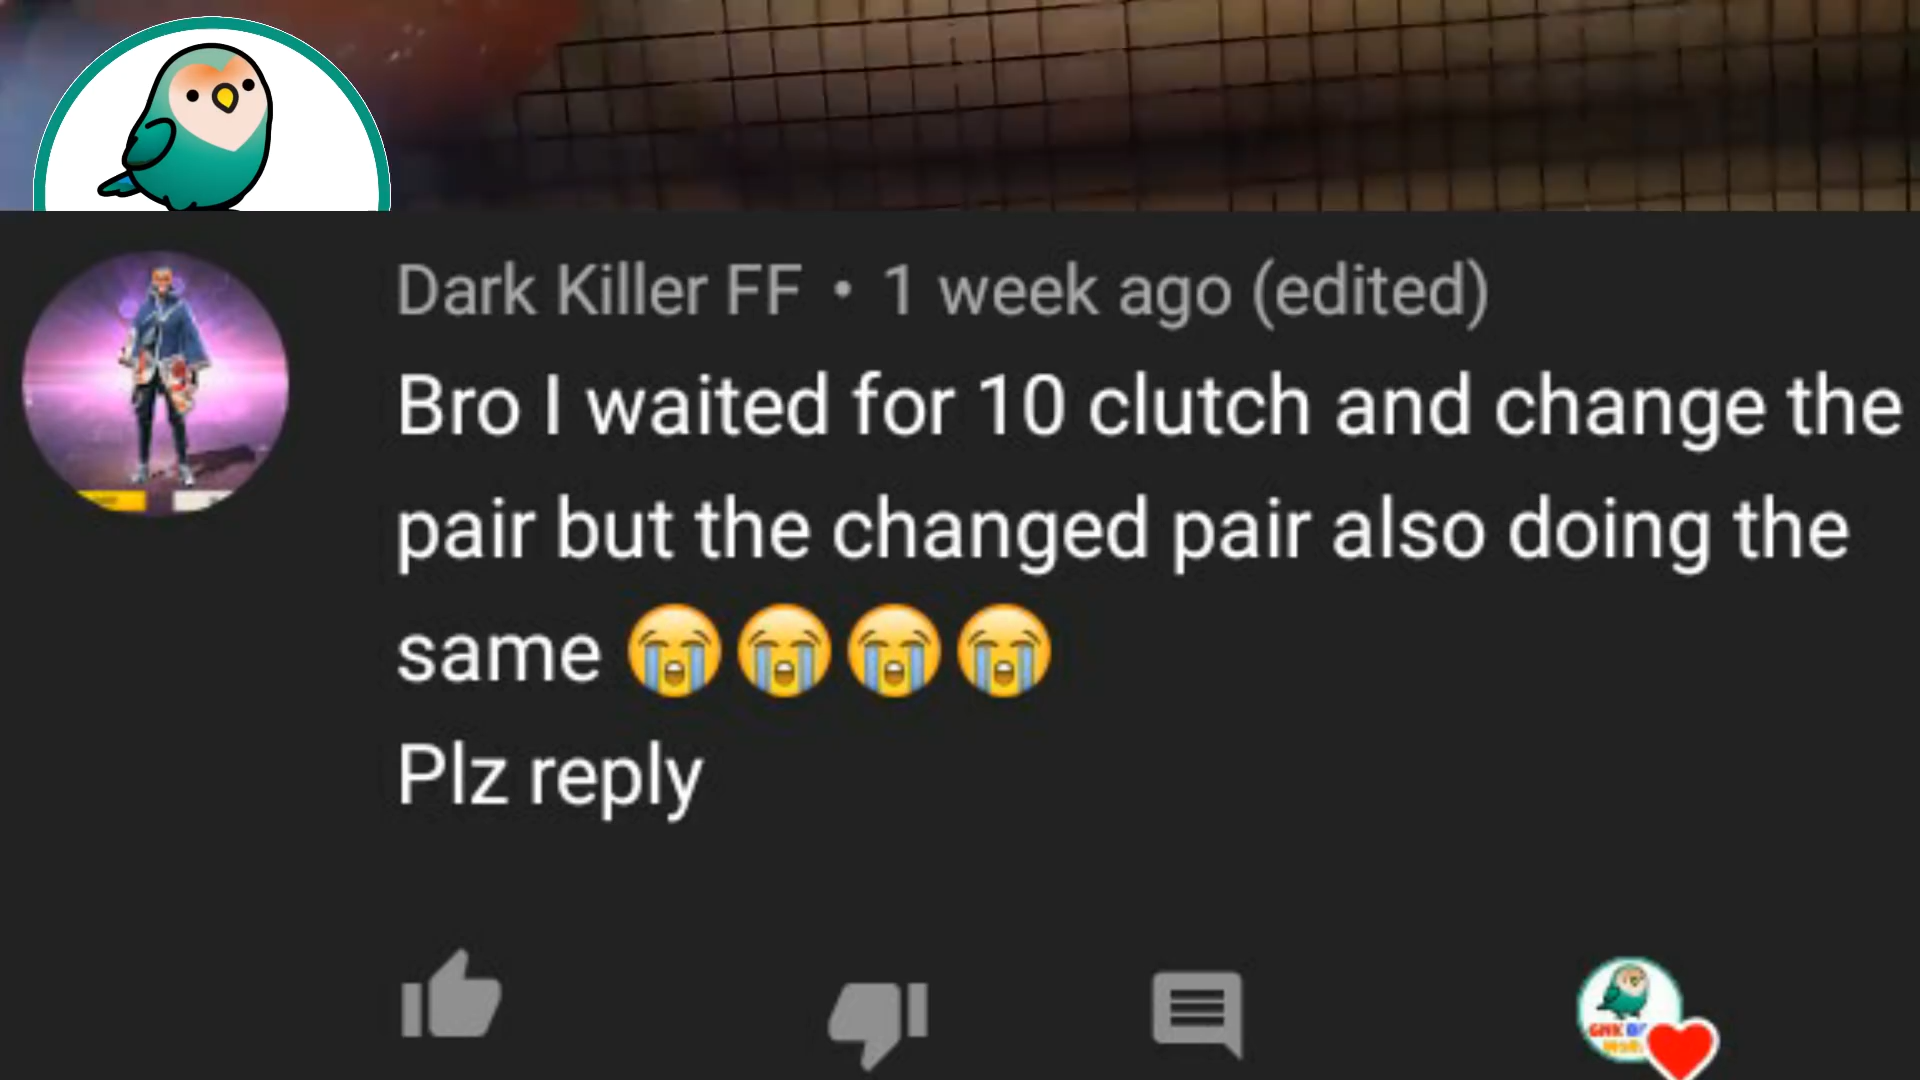 Dark Killer FF • 1 week ago (edited)
Bro I waited for 10 clutch and change the
pair but the changed pair also doing the
same 😭😭😭😭
Plz reply
GNK